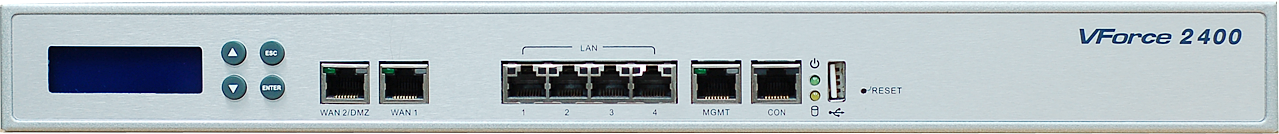 VForce 2400
LAN
ESC
ENTER
WAN 2/DMZ
WAN 1
1
2
3
4
MGMT
CON
RESET